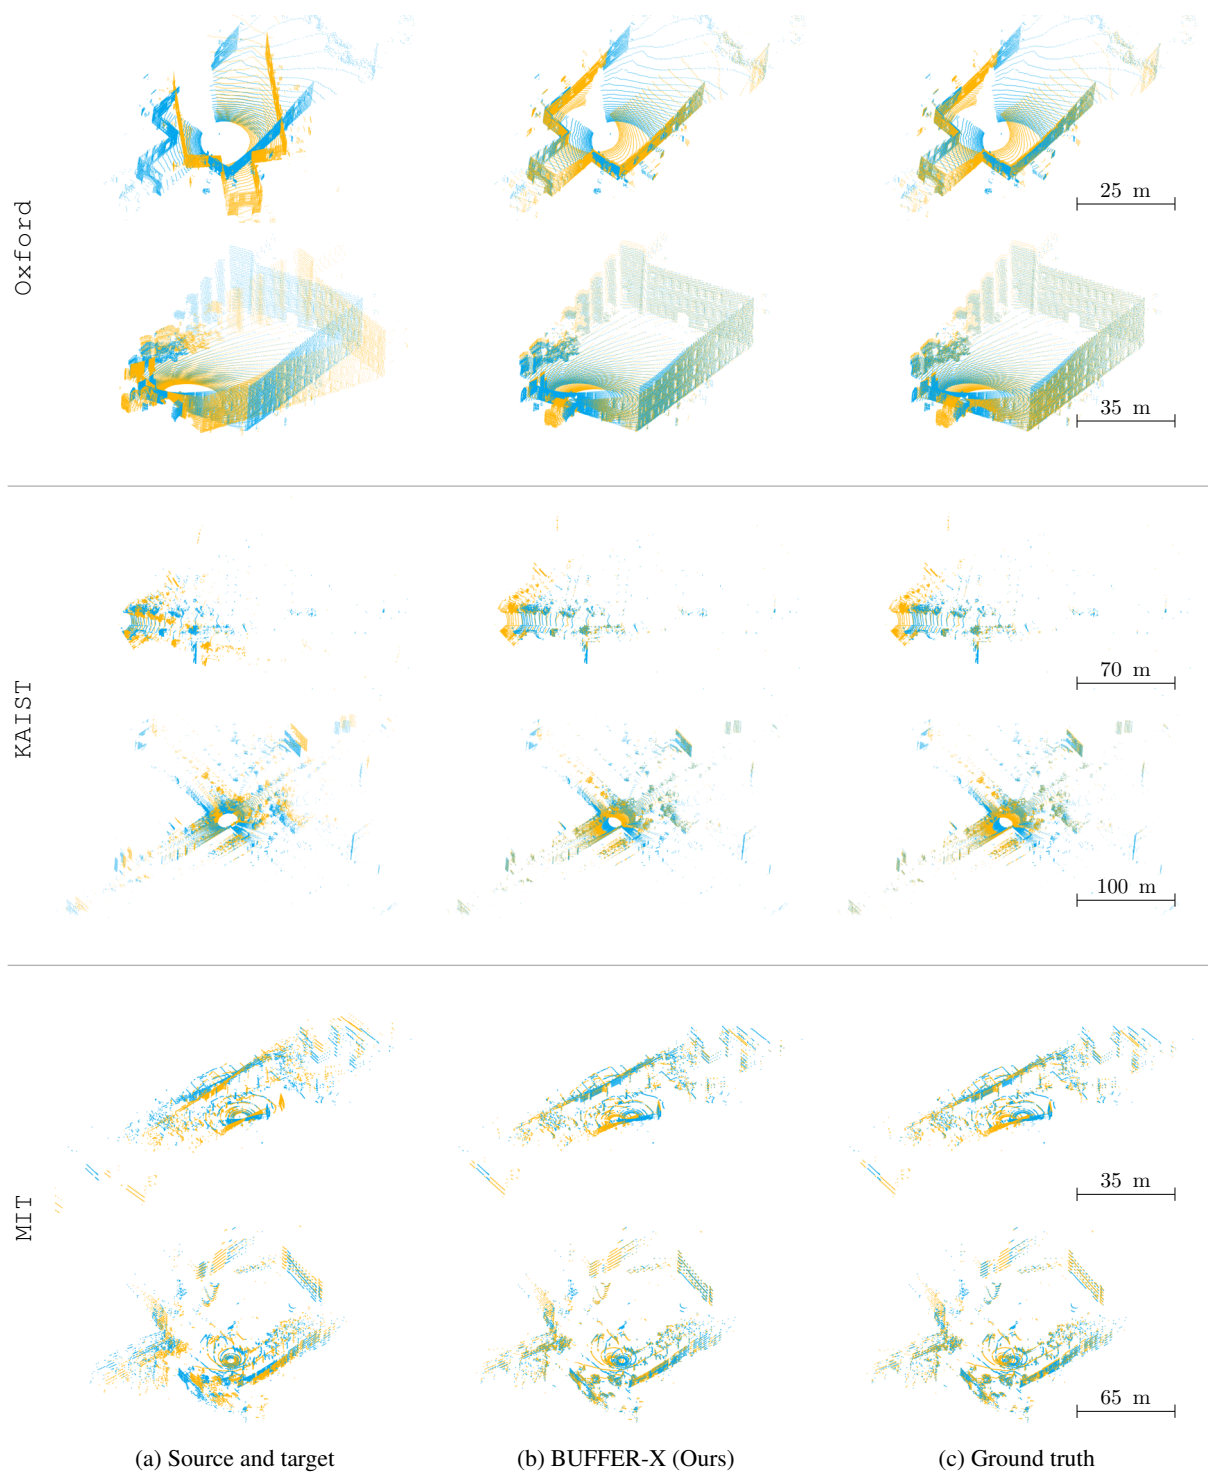 Oxford
25 m
35 m
KAIST
70 m
100 m
MIT
35 m
65 m
(a) Source and target
(b) BUFFER-X (Ours)
(c) Ground truth